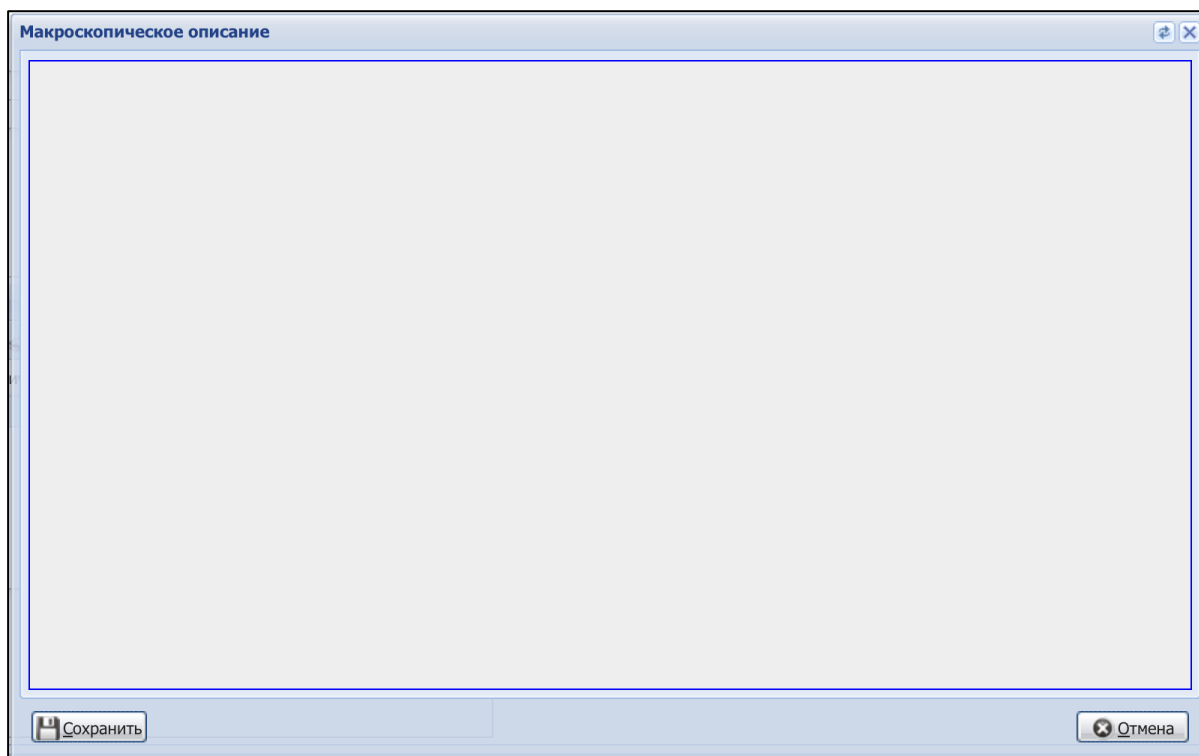 Макроскопическое описание
Сохранить
Отмена